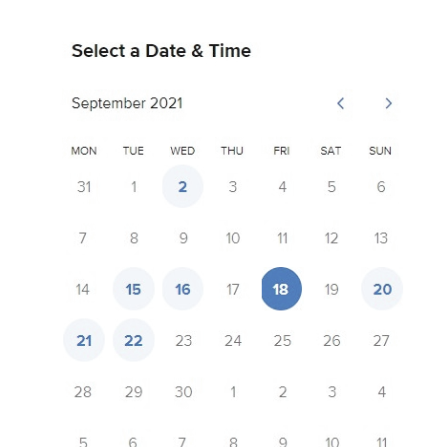 Select a Date & Time
September 2021
MON TUE WED THU FRI SAT SUN
31 1 2 3 4 5 6
7 8 9 10 11 12 13
14 15 16 17 18 19 20
21 22 23 24 25 26 27
28 29 30 1 2 3 4
5 6 7 8 9 10 11